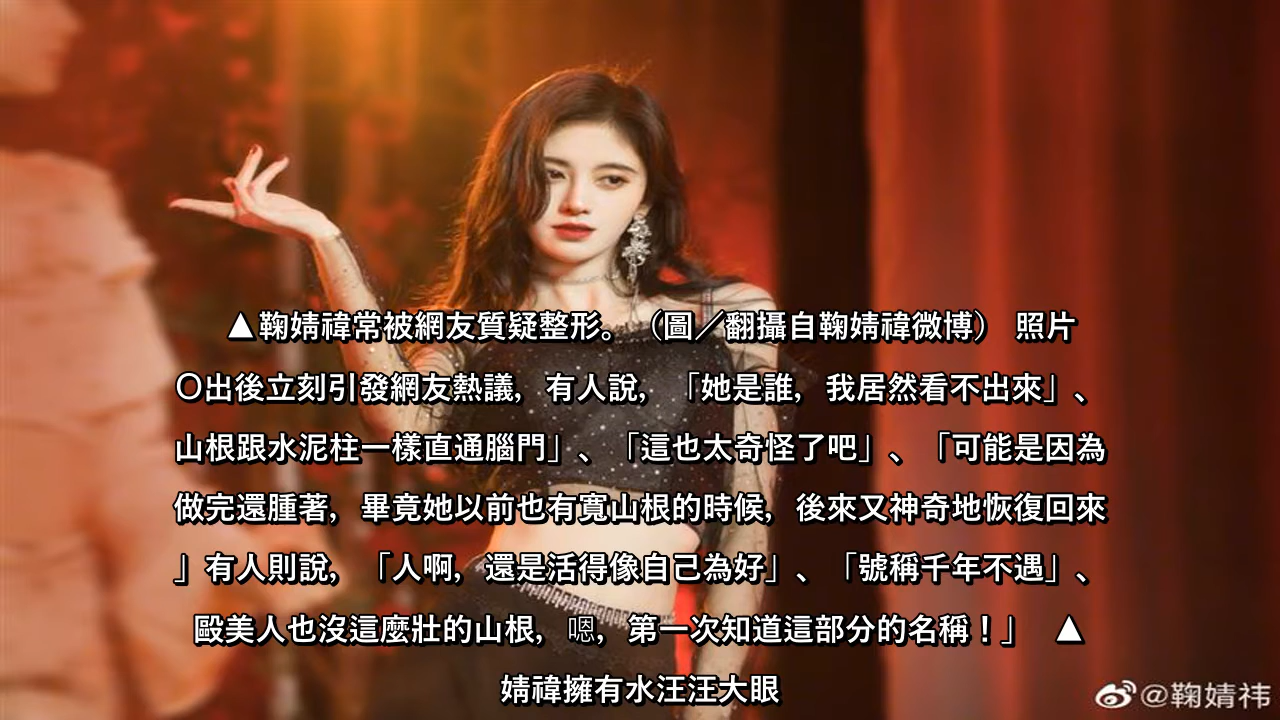 ▲鞠婧禕常被網友質疑整形。（圖／翻攝自鞠婧禕微博） 照片
〇出後立刻引發網友熱議，有人說，「她是誰，我居然看不出來」、
山根跟水泥柱一樣直通腦門」、「這也太奇怪了吧」、「可能是因為
做完還腫著，畢竟她以前也有寬山根的時候，後來又神奇地恢復回來
」有人則說，「人啊，還是活得像自己為好」、「號稱千年不遇」、
毆美人也沒這麼壯的山根，嗯，第一次知道這部分的名稱！」 ▲
婧禕擁有水汪汪大眼
@鞠婧祎